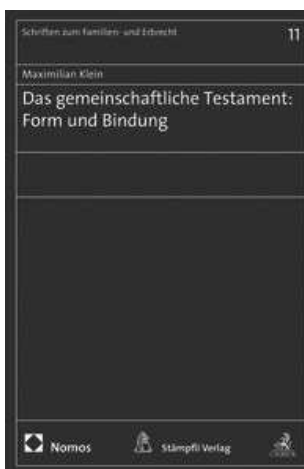 Schriften zum Familien- und Erbrecht 11
Maximilian Klein
Das gemeinschaftliche Testament:
Form und Bindung
Nomos Stämpfli Verlag